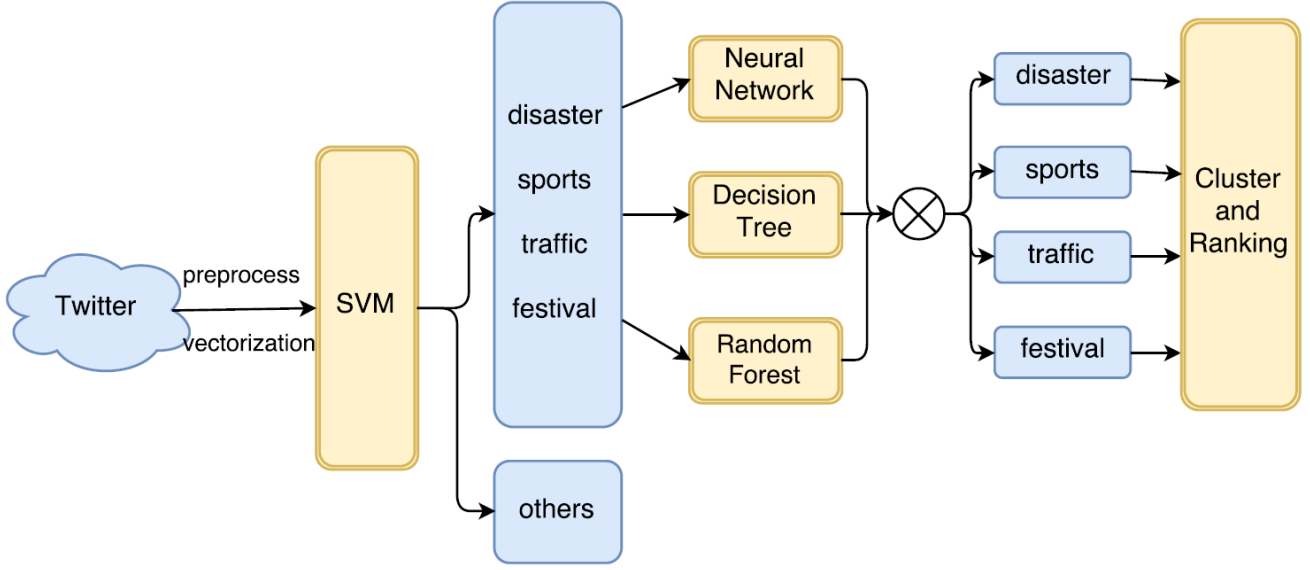 Twitter
preprocess
vectorization
SVM
disaster
sports
traffic
festival
others
Neural
Network
Decision
Tree
Random
Forest
disaster
sports
traffic
festival
Cluster
and
Ranking